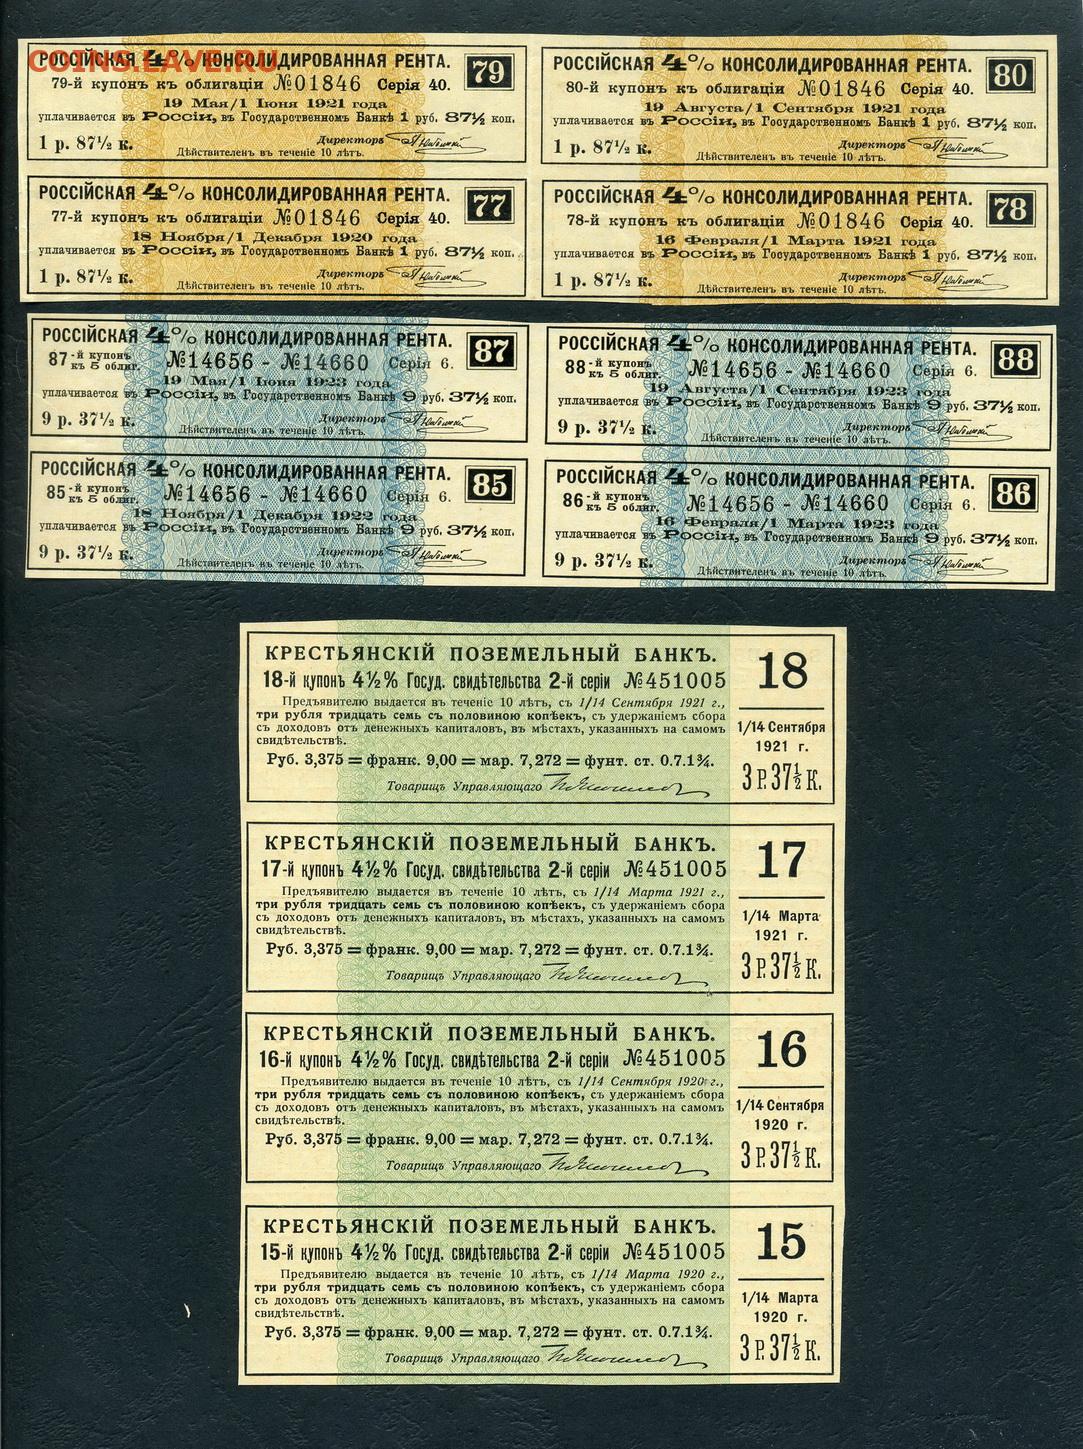 COINS.LAVE.RU
РОССІЙСКАЯ 4% КОНСОЛИДИРОВАННАЯ РЕНТА. 79
79-й купонъ къ облигаціи №01846 Серія 40.
19 Мая/1 Іюня 1921 года
уплачивается въ Россіи, въ Государственномъ Банкѣ 1 руб. 87½ коп.
1 р. 87½ к. Директоръ
Дѣйствителенъ въ теченіе 10 лѣтъ.
РОССІЙСКАЯ 4% КОНСОЛИДИРОВАННАЯ РЕНТА. 80
80-й купонъ къ облигаціи №01846 Серія 40.
19 Августа/1 Сентября 1921 года
уплачивается въ Россіи, въ Государственномъ Банкѣ 1 руб. 87½ коп.
1 р. 87½ к. Директоръ
Дѣйствителенъ въ теченіе 10 лѣтъ.
РОССІЙСКАЯ 4% КОНСОЛИДИРОВАННАЯ РЕНТА. 77
77-й купонъ къ облигаціи №01846 Серія 40.
18 Ноября/1 Декабря 1920 года
уплачивается въ Россіи, въ Государственномъ Банкѣ 1 руб. 87½ коп.
1 р. 87½ к. Директоръ
Дѣйствителенъ въ теченіе 10 лѣтъ.
РОССІЙСКАЯ 4% КОНСОЛИДИРОВАННАЯ РЕНТА. 78
78-й купонъ къ облигаціи №01846 Серія 40.
16 Февраля/1 Марта 1921 года
уплачивается въ Россіи, въ Государственномъ Банкѣ 1 руб. 87½ коп.
1 р. 87½ к. Директоръ
Дѣйствителенъ въ теченіе 10 лѣтъ.
РОССІЙСКАЯ 4% КОНСОЛИДИРОВАННАЯ РЕНТА. 87
87-й купонъ къ 5 облиг. №14656 - №14660 Серія 6.
19 Мая/1 Іюня 1923 года
уплачивается въ Россіи, въ Государственномъ Банкѣ 9 руб. 37½ коп.
9 р. 37½ к. Директоръ
Дѣйствителенъ въ теченіе 10 лѣтъ.
РОССІЙСКАЯ 4% КОНСОЛИДИРОВАННАЯ РЕНТА. 88
88-й купонъ къ 5 облиг. №14656 - №14660 Серія 6.
19 Августа/1 Сентября 1923 года
уплачивается въ Россіи, въ Государственномъ Банкѣ 9 руб. 37½ коп.
9 р. 37½ к. Директоръ
Дѣйствителенъ въ теченіе 10 лѣтъ.
РОССІЙСКАЯ 4% КОНСОЛИДИРОВАННАЯ РЕНТА. 85
85-й купонъ къ 5 облиг. №14656 - №14660 Серія 6.
18 Ноября/1 Декабря 1922 года
уплачивается въ Россіи, въ Государственномъ Банкѣ 9 руб. 37½ коп.
9 р. 37½ к. Директоръ
Дѣйствителенъ въ теченіе 10 лѣтъ.
РОССІЙСКАЯ 4% КОНСОЛИДИРОВАННАЯ РЕНТА. 86
86-й купонъ къ 5 облиг. №14656 - №14660 Серія 6.
16 Февраля/1 Марта 1923 года
уплачивается въ Россіи, въ Государственномъ Банкѣ 9 руб. 37½ коп.
9 р. 37½ к. Директоръ
Дѣйствителенъ въ теченіе 10 лѣтъ.
КРЕСТЬЯНСКІЙ ПОЗЕМЕЛЬНЫЙ БАНКЪ.
18-й купонъ 4½% Госуд. свидѣтельства 2-й серіи №451005
Предъявителю выдается въ теченіе 10 лѣтъ, съ 1/14 Сентября 1921 г.,
три рубля тридцать семь съ половиною копѣекъ, съ удержаніемъ сбора
съ доходовъ отъ денежныхъ капиталовъ, въ мѣстахъ, указанныхъ на самомъ
свидѣтельствѣ.
Руб. 3,375 = франк. 9,00 = мар. 7,272 = фунт. ст. 0.7.1¾.
Товарищъ Управляющаго
18
1/14 Сентября
1921 г.
3 Р. 37½ К.
КРЕСТЬЯНСКІЙ ПОЗЕМЕЛЬНЫЙ БАНКЪ.
17-й купонъ 4½% Госуд. свидѣтельства 2-й серіи №451005
Предъявителю выдается въ теченіе 10 лѣтъ, съ 1/14 Марта 1921 г.,
три рубля тридцать семь съ половиною копѣекъ, съ удержаніемъ сбора
съ доходовъ отъ денежныхъ капиталовъ, въ мѣстахъ, указанныхъ на самомъ
свидѣтельствѣ.
Руб. 3,375 = франк. 9,00 = мар. 7,272 = фунт. ст. 0.7.1¾.
Товарищъ Управляющаго
17
1/14 Марта
1921 г.
3 Р. 37½ К.
КРЕСТЬЯНСКІЙ ПОЗЕМЕЛЬНЫЙ БАНКЪ.
16-й купонъ 4½% Госуд. свидѣтельства 2-й серіи №451005
Предъявителю выдается въ теченіе 10 лѣтъ, съ 1/14 Сентября 1920 г.,
три рубля тридцать семь съ половиною копѣекъ, съ удержаніемъ сбора
съ доходовъ отъ денежныхъ капиталовъ, въ мѣстахъ, указанныхъ на самомъ
свидѣтельствѣ.
Руб. 3,375 = франк. 9,00 = мар. 7,272 = фунт. ст. 0.7.1¾.
Товарищъ Управляющаго
16
1/14 Сентября
1920 г.
3 Р. 37½ К.
КРЕСТЬЯНСКІЙ ПОЗЕМЕЛЬНЫЙ БАНКЪ.
15-й купонъ 4½% Госуд. свидѣтельства 2-й серіи №451005
Предъявителю выдается въ теченіе 10 лѣтъ, съ 1/14 Марта 1920 г.,
три рубля тридцать семь съ половиною копѣекъ, съ удержаніемъ сбора
съ доходовъ отъ денежныхъ капиталовъ, въ мѣстахъ, указанныхъ на самомъ
свидѣтельствѣ.
Руб. 3,375 = франк. 9,00 = мар. 7,272 = фунт. ст. 0.7.1¾.
Товарищъ Управляющаго
15
1/14 Марта
1920 г.
3 Р. 37½ К.